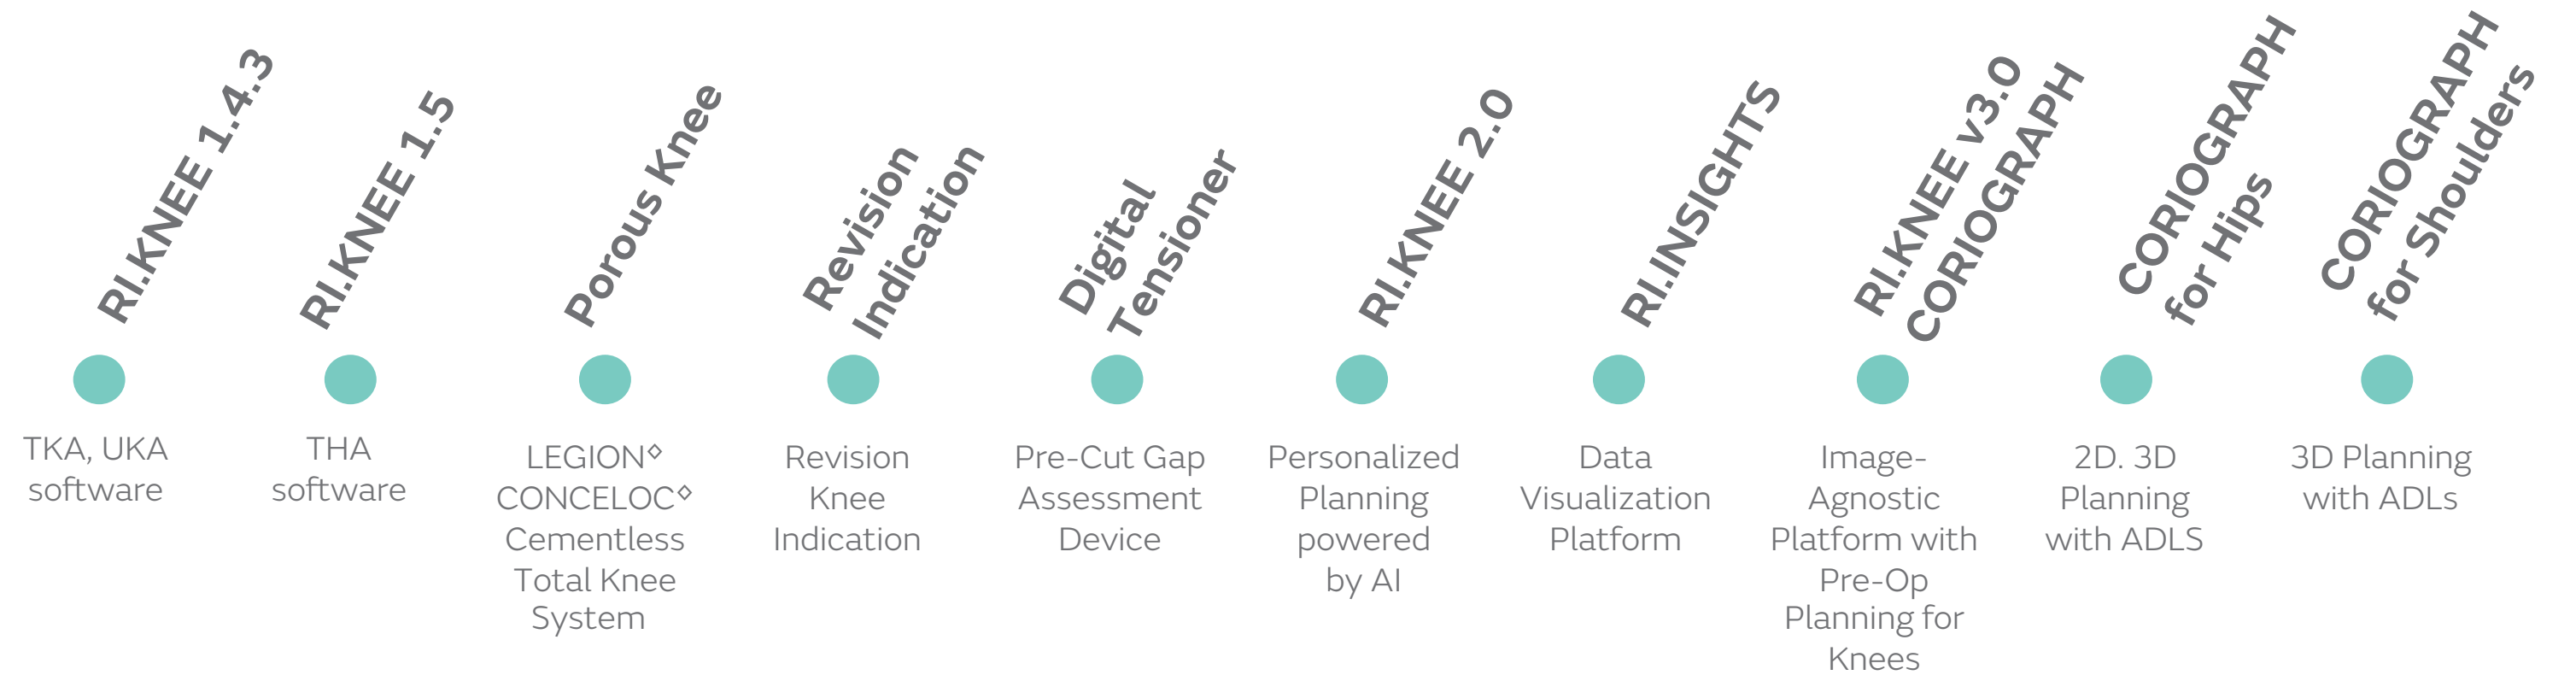 RI.KNEE 1.4.3
TKA, UKA
software
RI.KNEE 1.5
THA
software
Porous Knee
LEGION◊
CONCELOC◊
Cementless
Total Knee
System
Revision
Indication
Revision
Knee
Indication
Digital
Tensioner
Pre-Cut Gap
Assessment
Device
RI.KNEE 2.0
Personalized
Planning
powered
by AI
RI.INSIGHTS
Data
Visualization
Platform
RI.KNEE v3.0
CORIOGRAPH
Image-
Agnostic
Platform with
Pre-Op
Planning for
Knees
CORIOGRAPH
for Hips
2D. 3D
Planning
with ADLS
CORIOGRAPH
for Shoulders
3D Planning
with ADLs